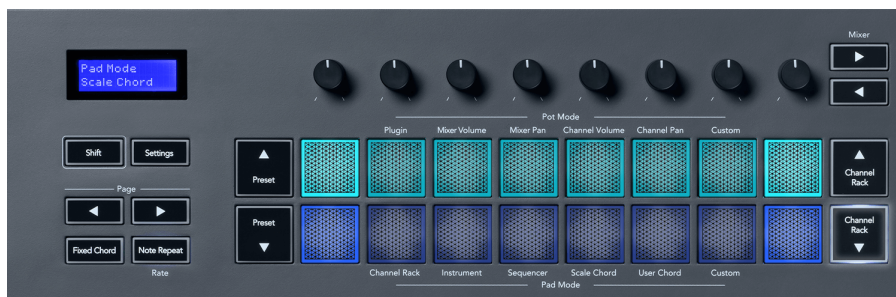 Pad Mode
Scale Chord
Mixer
Pot Mode
Plugin
Mixer Volume
Mixer Pan
Channel Volume
Channel Pan
Custom
Shift
Settings
Preset
Channel
Rack
Page
Preset
Channel
Rack
Fixed Chord
Note Repeat
Rate
Channel Rack
Instrument
Sequencer
Scale Chord
User Chord
Custom
Pad Mode